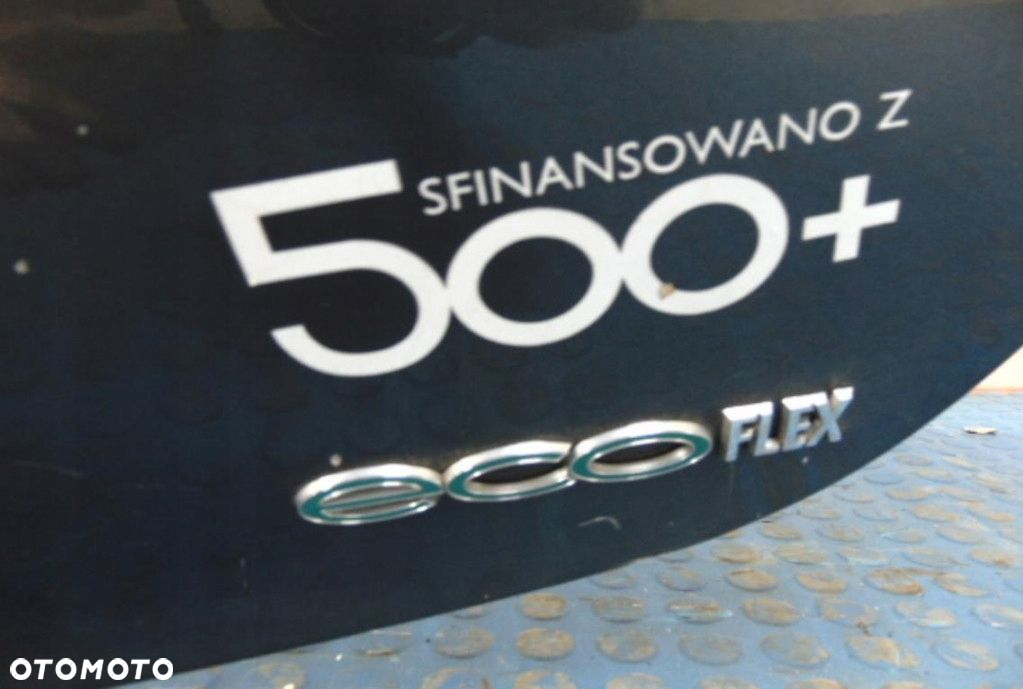 SFINANSOWANO Z
500+
eco FLEX
OTOMOTO